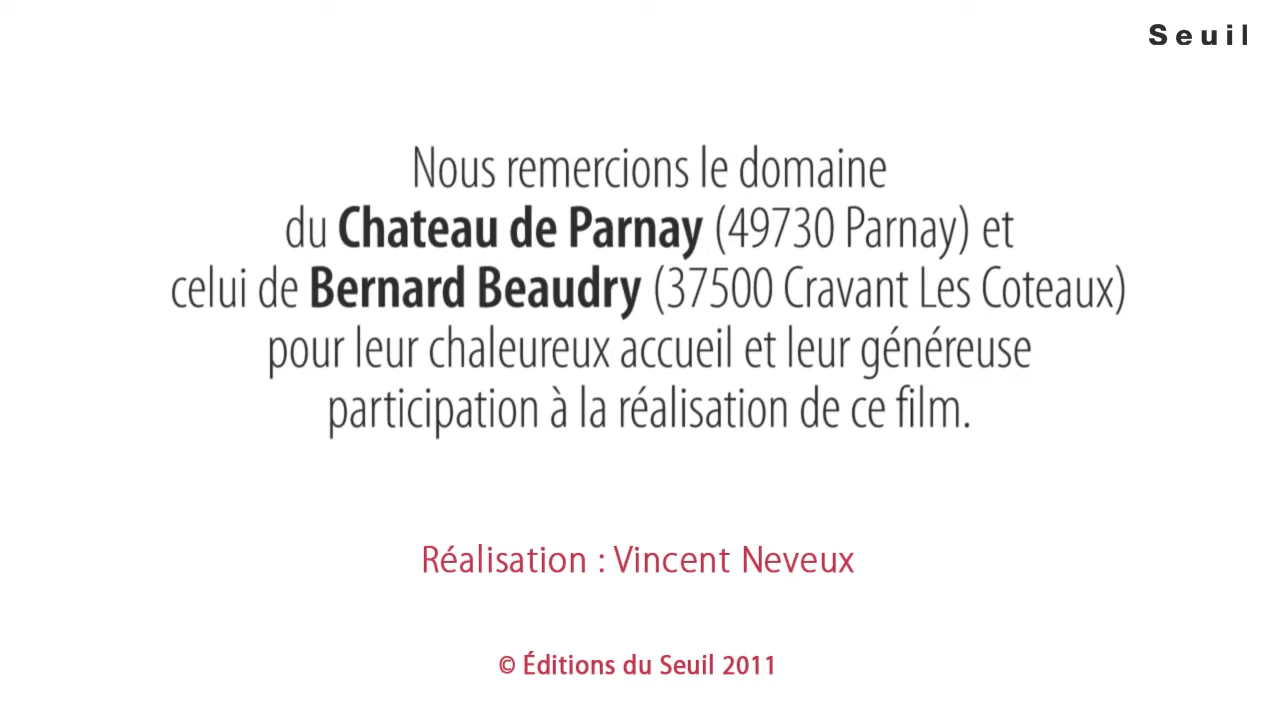 Seuil
Nous remercions le domaine
du Chateau de Parnay (49730 Parnay) et
celui de Bernard Beaudry (37500 Cravant Les Coteaux)
pour leur chaleureux accueil et leur généreuse
participation à la réalisation de ce film.
Réalisation : Vincent Neveux
© Éditions du Seuil 2011